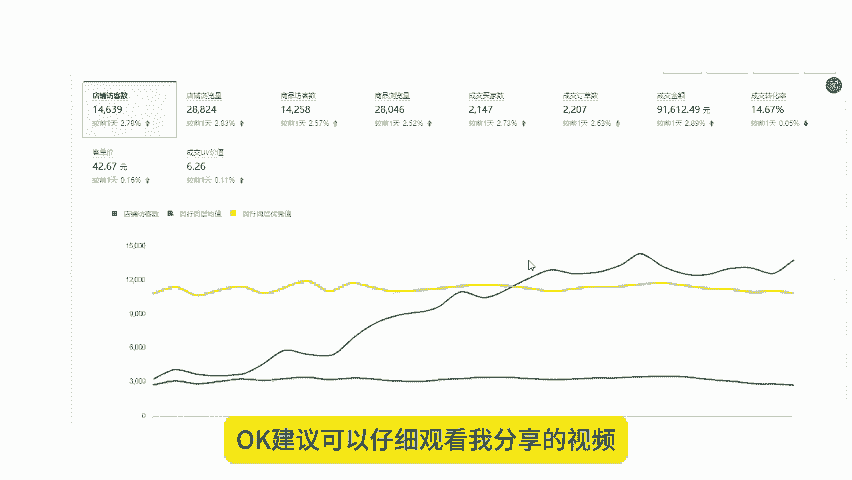 店铺访客数 店铺浏览量 商品访客数 商品浏览量 成交买家数 成交订单数 成交金额 成交转化率
14,639 28,824 14,258 28,046 2,147 2,207 91,612.49 元 14.67%
较前1天 2.78% 较前1天 2.83% 较前1天 2.57% 较前1天 2.52% 较前1天 2.73% 较前1天 2.63% 较前1天 2.89% 较前1天 0.05%
客单价 成交UV价值
42.67 元 6.26
较前1天 0.16% 较前1天 0.11%
店铺访客数 同行同层均值 同行同层优秀值
15,000
12,000
9,000
6,000
3,000
0
OK建议可以仔细观看我分享的视频